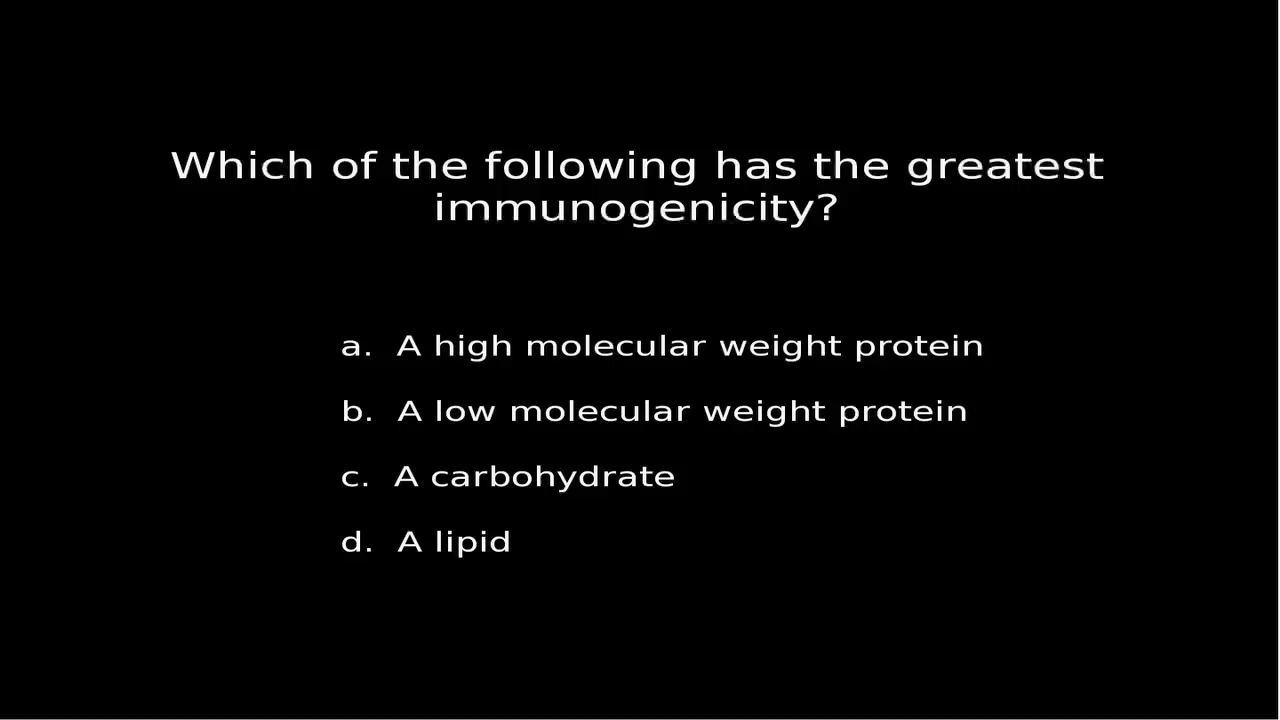 Which of the following has the greatest
immunogenicity?
a. A high molecular weight protein
b. A low molecular weight protein
c. A carbohydrate
d. A lipid